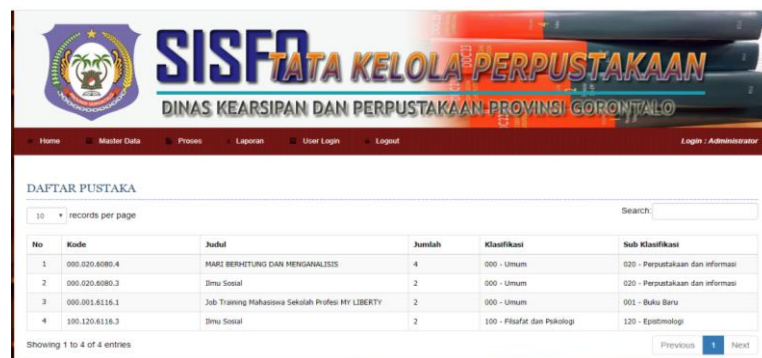 SISFO
TATA KELOLA PERPUSTAKAAN
DINAS KEARSIPAN DAN PERPUSTAKAAN PROVINSI GORONTALO
Home Master Data Proses Laporan User Login Logout Login : Administrator
DAFTAR PUSTAKA
10 records per page Search:
No Kode Judul Jumlah Klasifikasi Sub Klasifikasi
1 000.020.6080.4 MARI BERHITUNG DAN MENGANALISIS 4 000 - Umum 020 - Perpustakaan dan informasi
2 000.020.6080.3 Ilmu Sosial 2 000 - Umum 020 - Perpustakaan dan informasi
3 000.001.6116.1 Job Training Mahasiswa Sekolah Profesi MY LIBERTY 2 000 - Umum 001 - Buku Baru
4 100.120.6116.3 Ilmu Sosial 2 100 - Filsafat dan Psikologi 120 - Epistimologi
Showing 1 to 4 of 4 entries Previous 1 Next